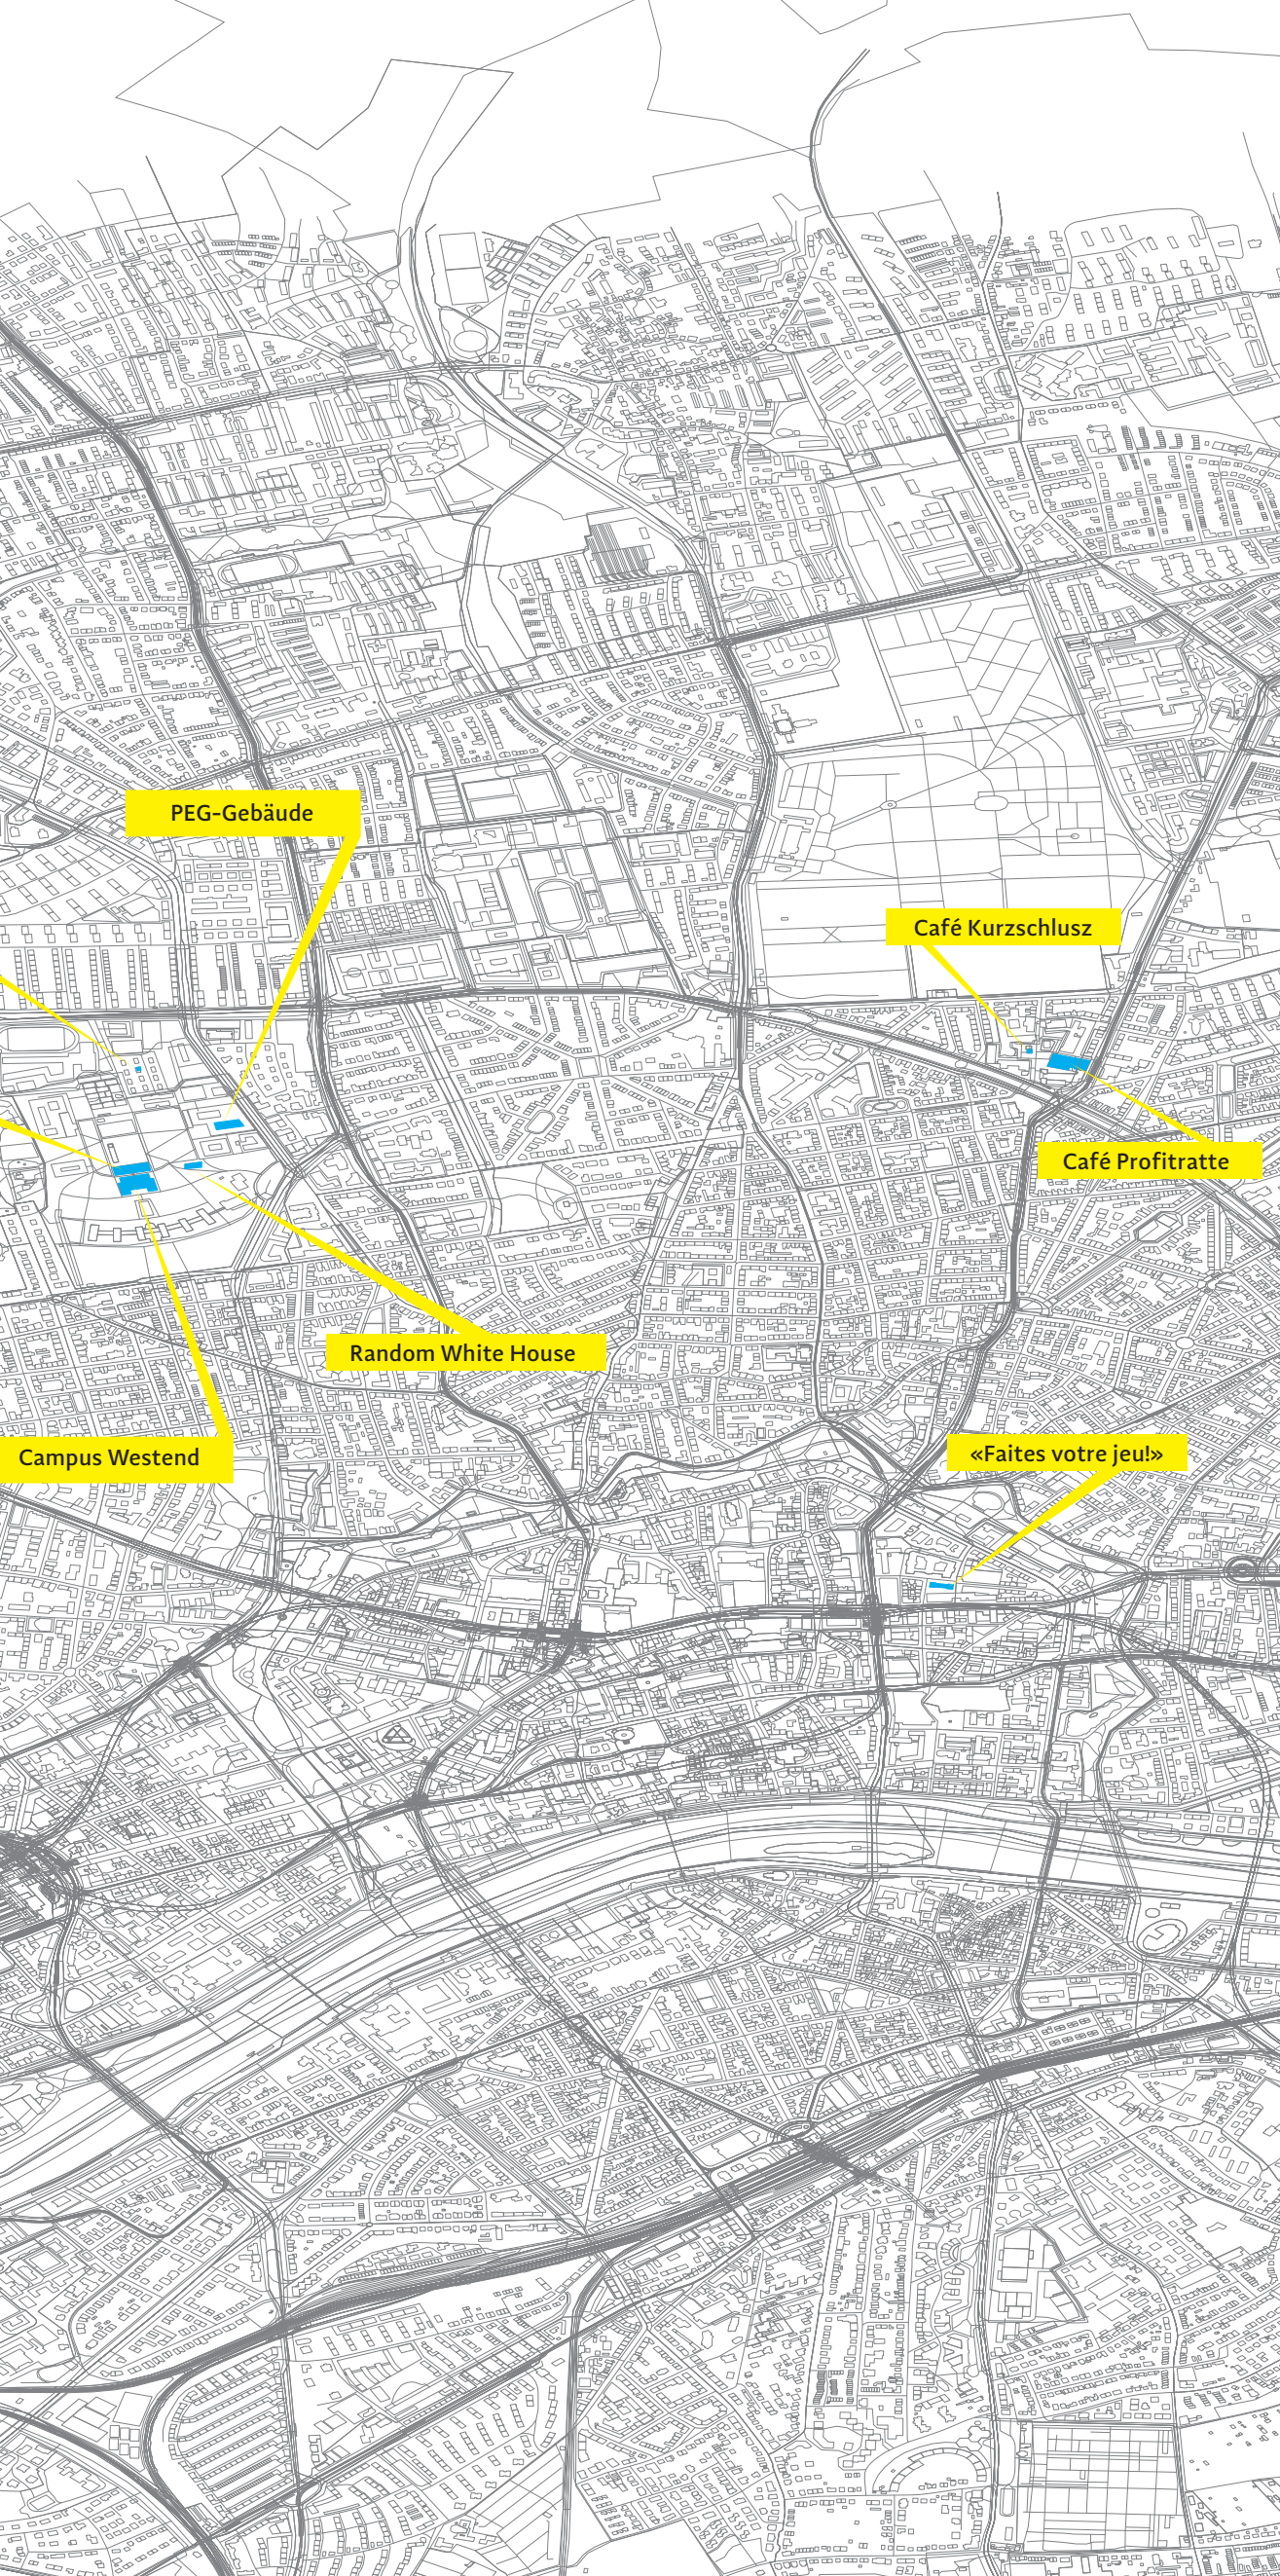 PEG-Gebäude
Café Kurzschlusz
Café Profitratte
Random White House
Campus Westend
«Faites votre jeu!»